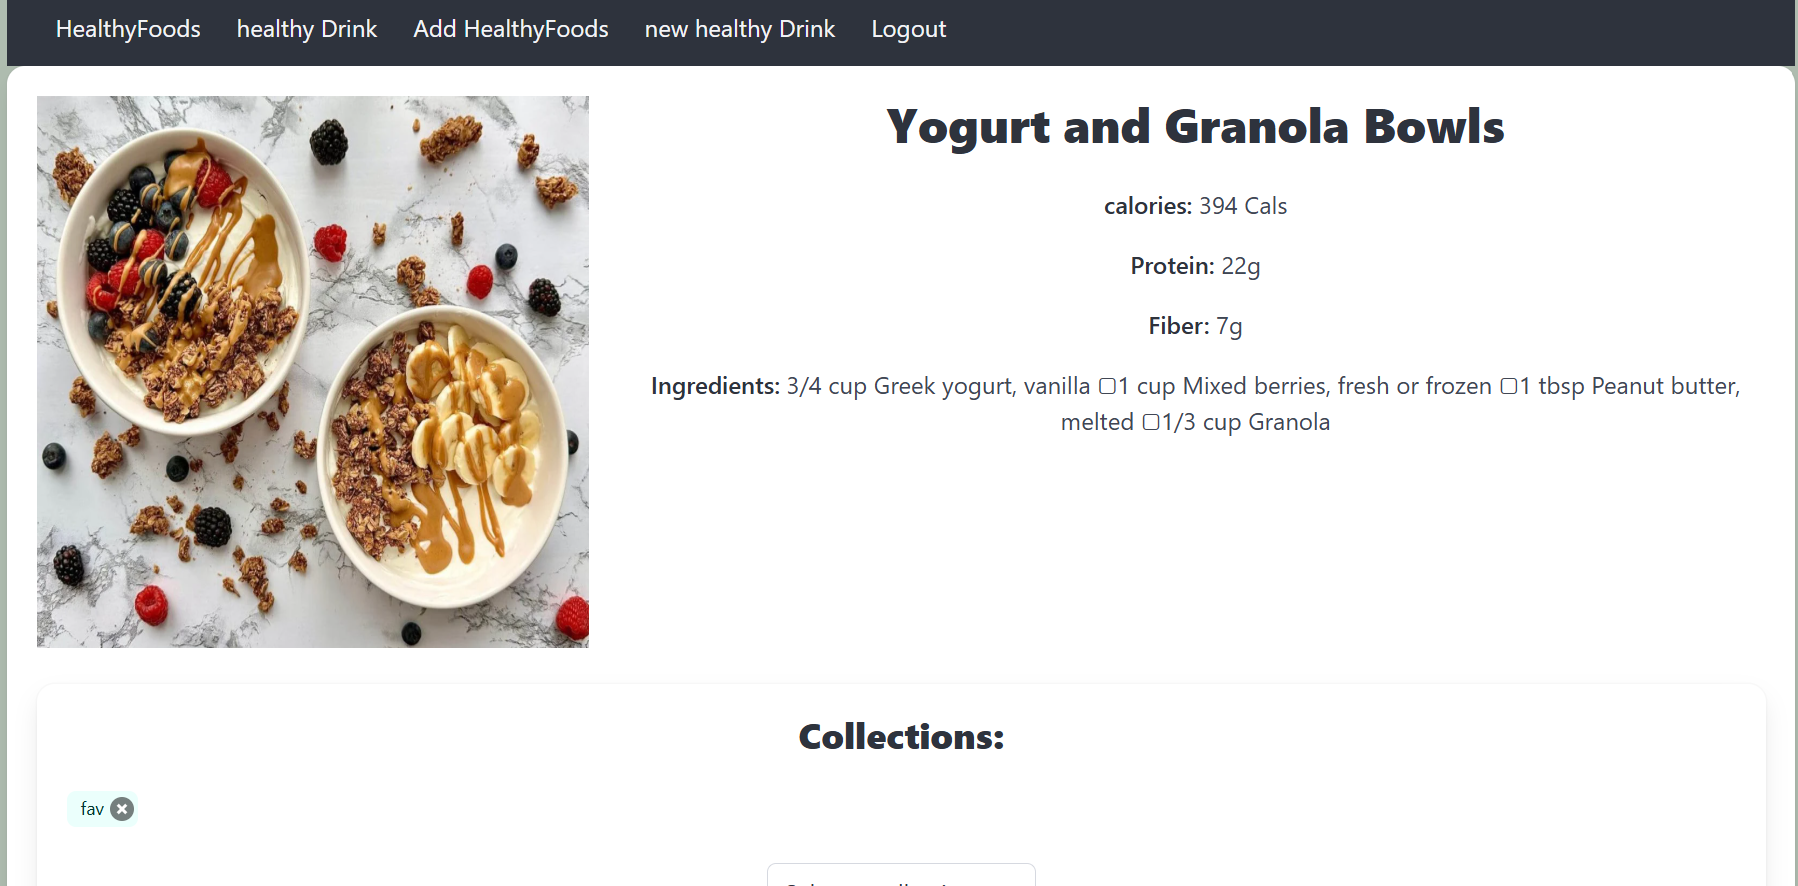 HealthyFoods healthy Drink Add HealthyFoods new healthy Drink Logout
Yogurt and Granola Bowls
calories: 394 Cals
Protein: 22g
Fiber: 7g
Ingredients: 3/4 cup Greek yogurt, vanilla ▢1 cup Mixed berries, fresh or frozen ▢1 tbsp Peanut butter,
melted ▢1/3 cup Granola
Collections:
fav